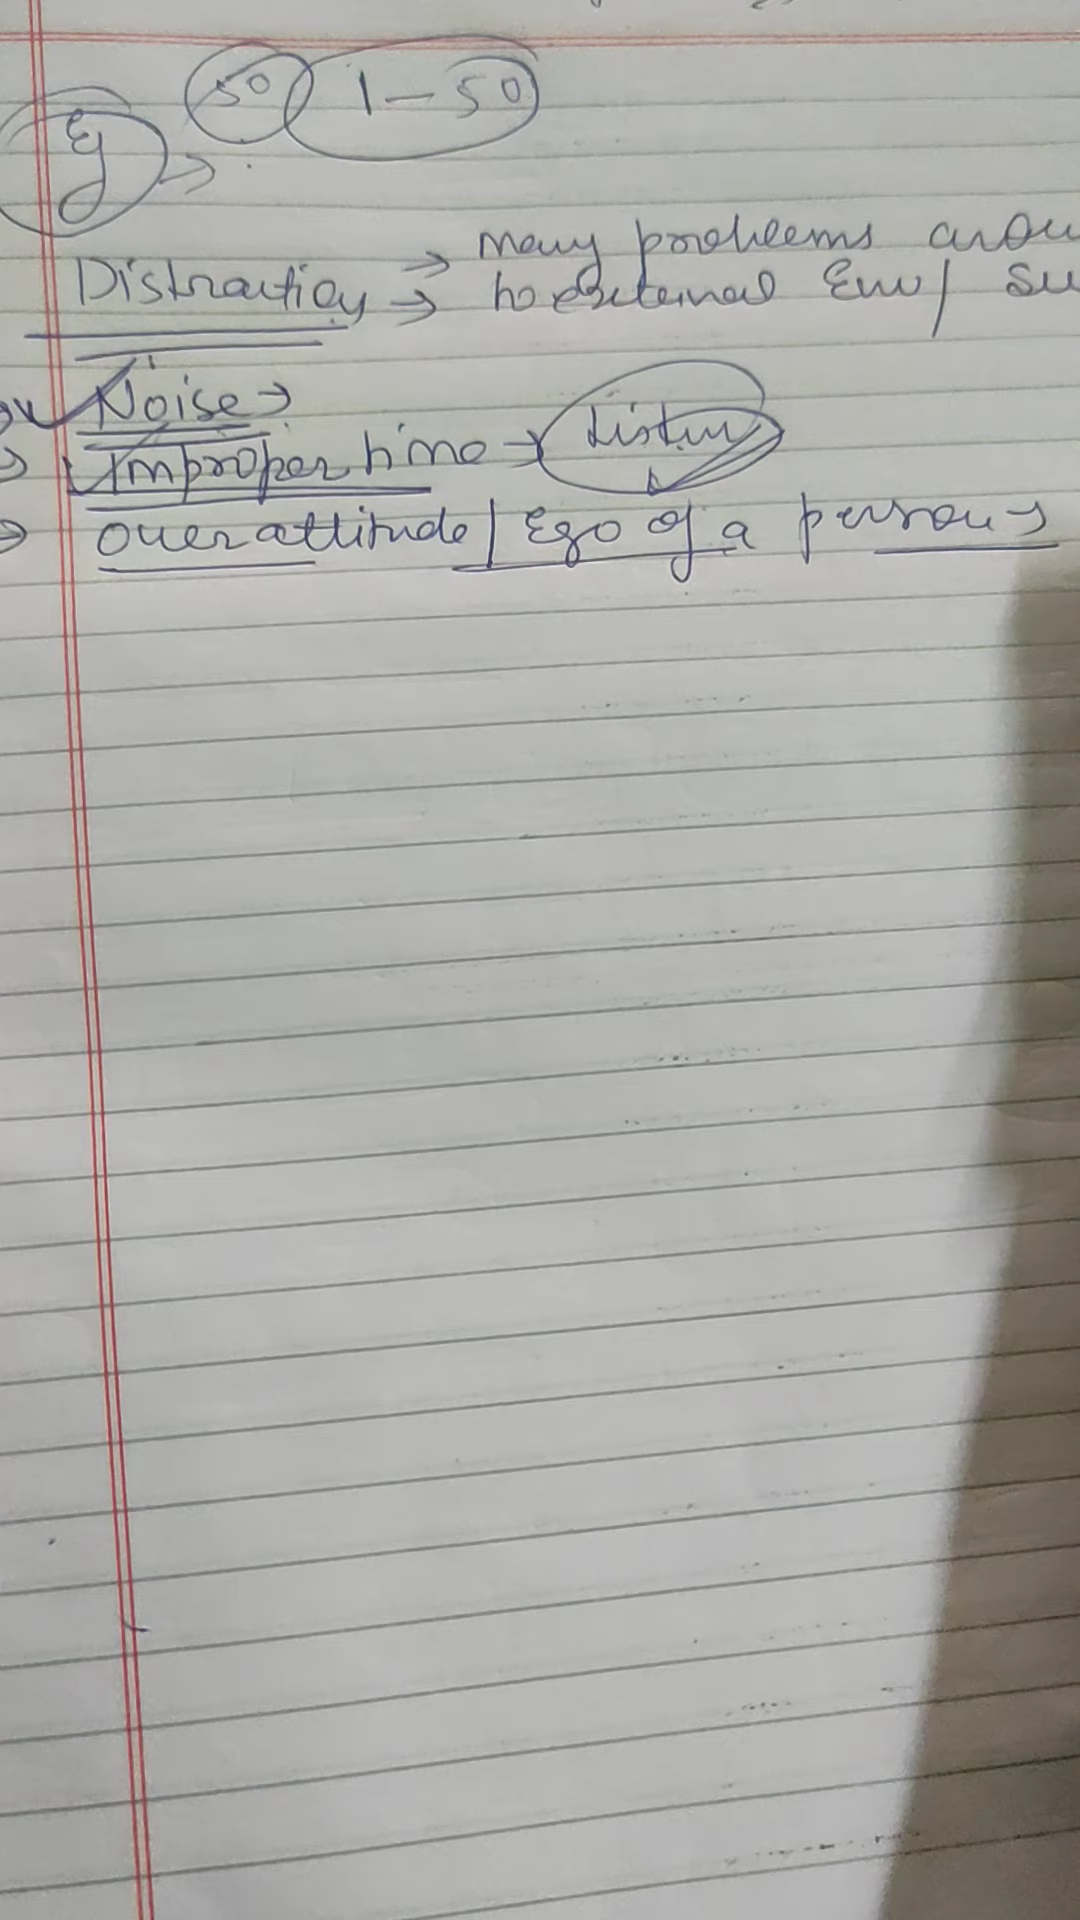 50 1 – 50
Eg →
Distraction → Many problems arou
→ to external Env / Su
Noise →
→ Improper time → Listen
→ over attitude / Ego of a person →